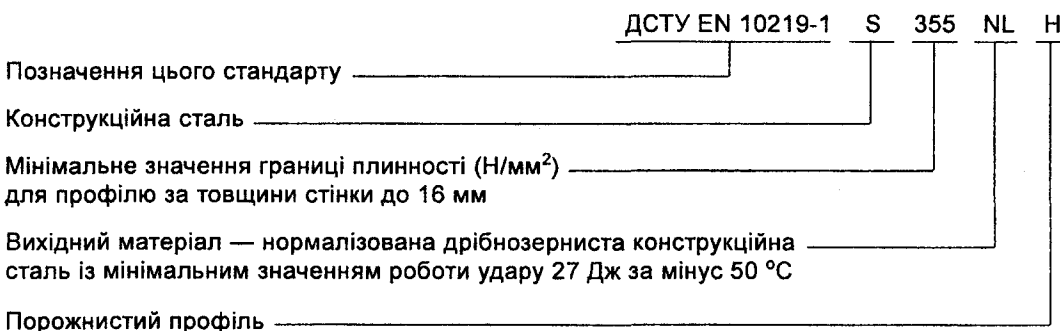 ДСТУ EN 10219-1 S 355 NL H
Позначення цього стандарту
Конструкційна сталь
Мінімальне значення границі плинності (Н/мм²)
для профілю за товщини стінки до 16 мм
Вихідний матеріал — нормалізована дрібнозерниста конструкційна
сталь із мінімальним значенням роботи удару 27 Дж за мінус 50 ºС
Порожнистий профіль